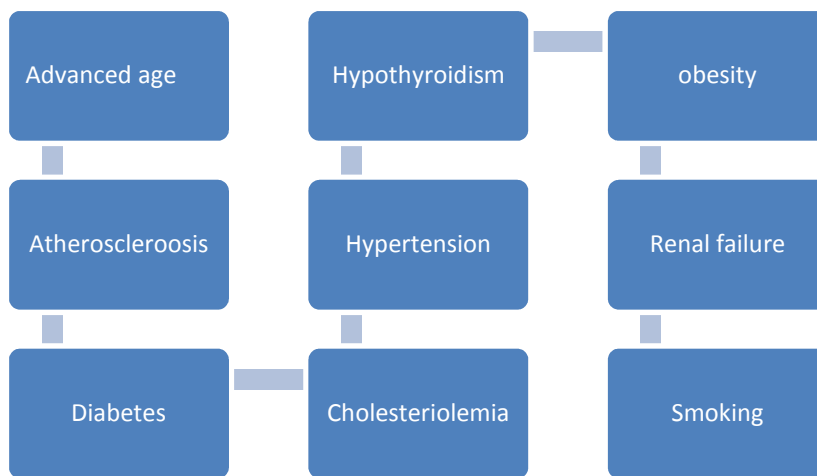 Advanced age
Atheroscleroosis
Diabetes
Cholesteriolemia
Hypertension
Hypothyroidism
obesity
Renal failure
Smoking